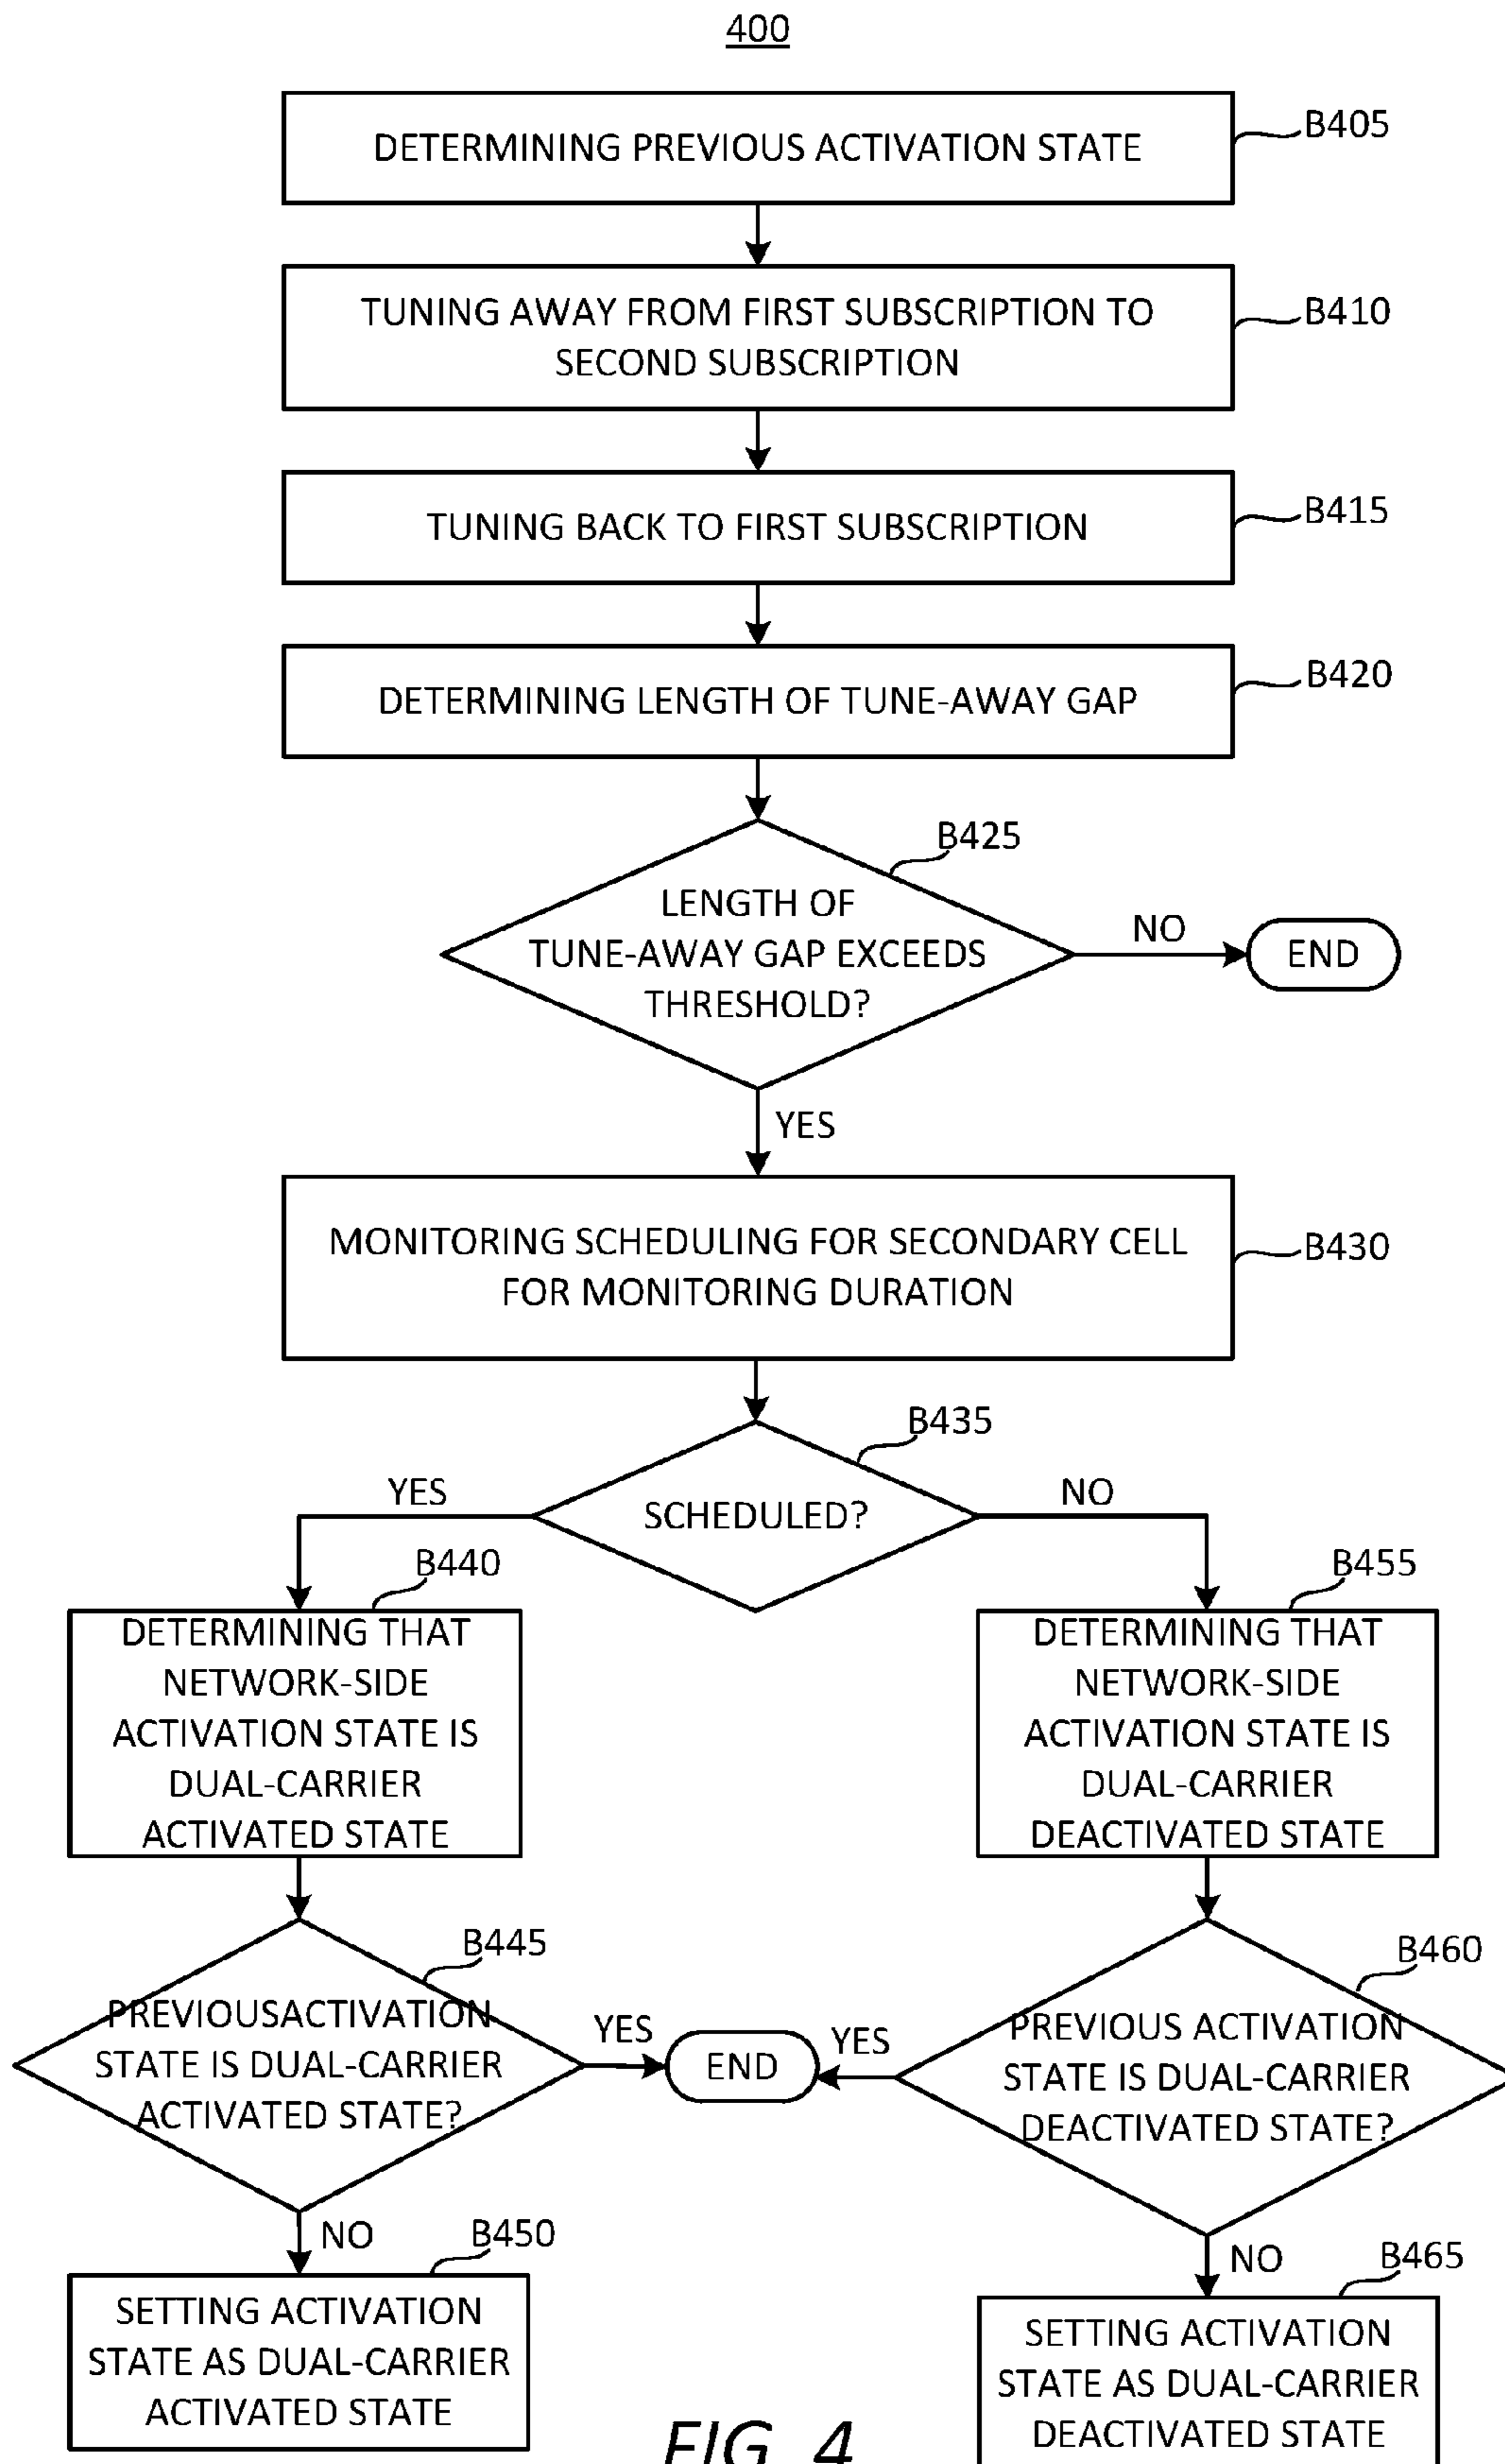 400
DETERMINING PREVIOUS ACTIVATION STATE
B405
TUNING AWAY FROM FIRST SUBSCRIPTION TO
SECOND SUBSCRIPTION
B410
TUNING BACK TO FIRST SUBSCRIPTION
B415
DETERMINING LENGTH OF TUNE-AWAY GAP
B420
B425
LENGTH OF
TUNE-AWAY GAP EXCEEDS
THRESHOLD?
NO
END
YES
MONITORING SCHEDULING FOR SECONDARY CELL
FOR MONITORING DURATION
B430
B435
SCHEDULED?
YES
NO
B440
DETERMINING THAT
NETWORK-SIDE
ACTIVATION STATE IS
DUAL-CARRIER
ACTIVATED STATE
B455
DETERMINING THAT
NETWORK-SIDE
ACTIVATION STATE IS
DUAL-CARRIER
DEACTIVATED STATE
B445
PREVIOUSACTIVATION
STATE IS DUAL-CARRIER
ACTIVATED STATE?
YES
END
YES
B460
PREVIOUS ACTIVATION
STATE IS DUAL-CARRIER
DEACTIVATED STATE?
NO
B450
SETTING ACTIVATION
STATE AS DUAL-CARRIER
ACTIVATED STATE
NO
B465
SETTING ACTIVATION
STATE AS DUAL-CARRIER
DEACTIVATED STATE
FIG. 4